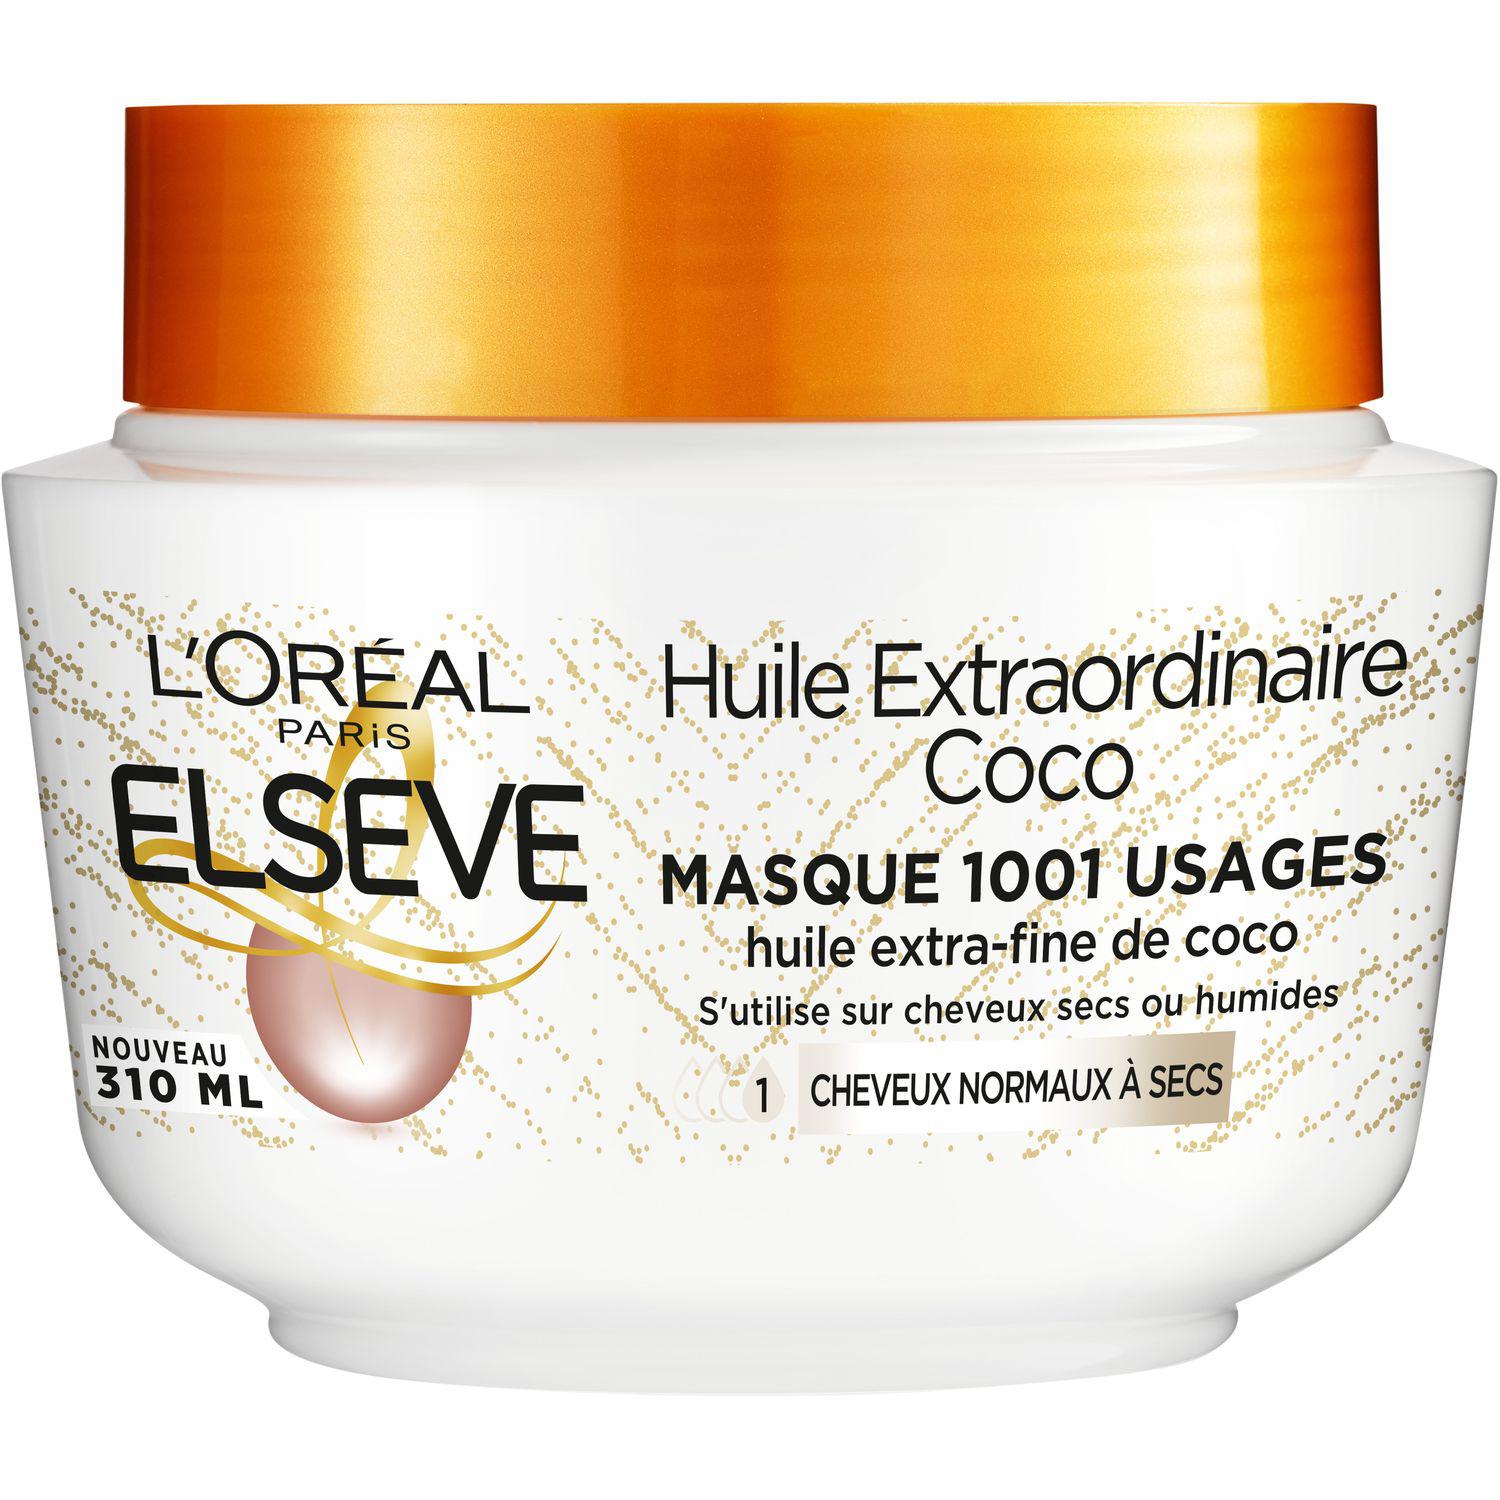 L'ORÉAL
PARIS
ELSEVE
NOUVEAU
310 ML
Huile Extraordinaire
Coco
MASQUE 1001 USAGES
huile extra-fine de coco
S'utilise sur cheveux secs ou humides
1 CHEVEUX NORMAUX À SECS